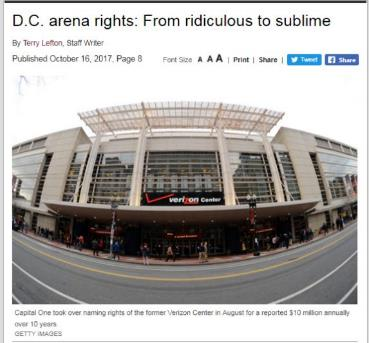 D.C. arena rights: From ridiculous to sublime
By Terry Lefton, Staff Writer
Published October 16, 2017, Page 8
Font Size A A A | Print | Share | Tweet Share
verizon Center
Capital One took over naming rights of the former Verizon Center in August for a reported $10 million annually
over 10 years
GETTY IMAGES